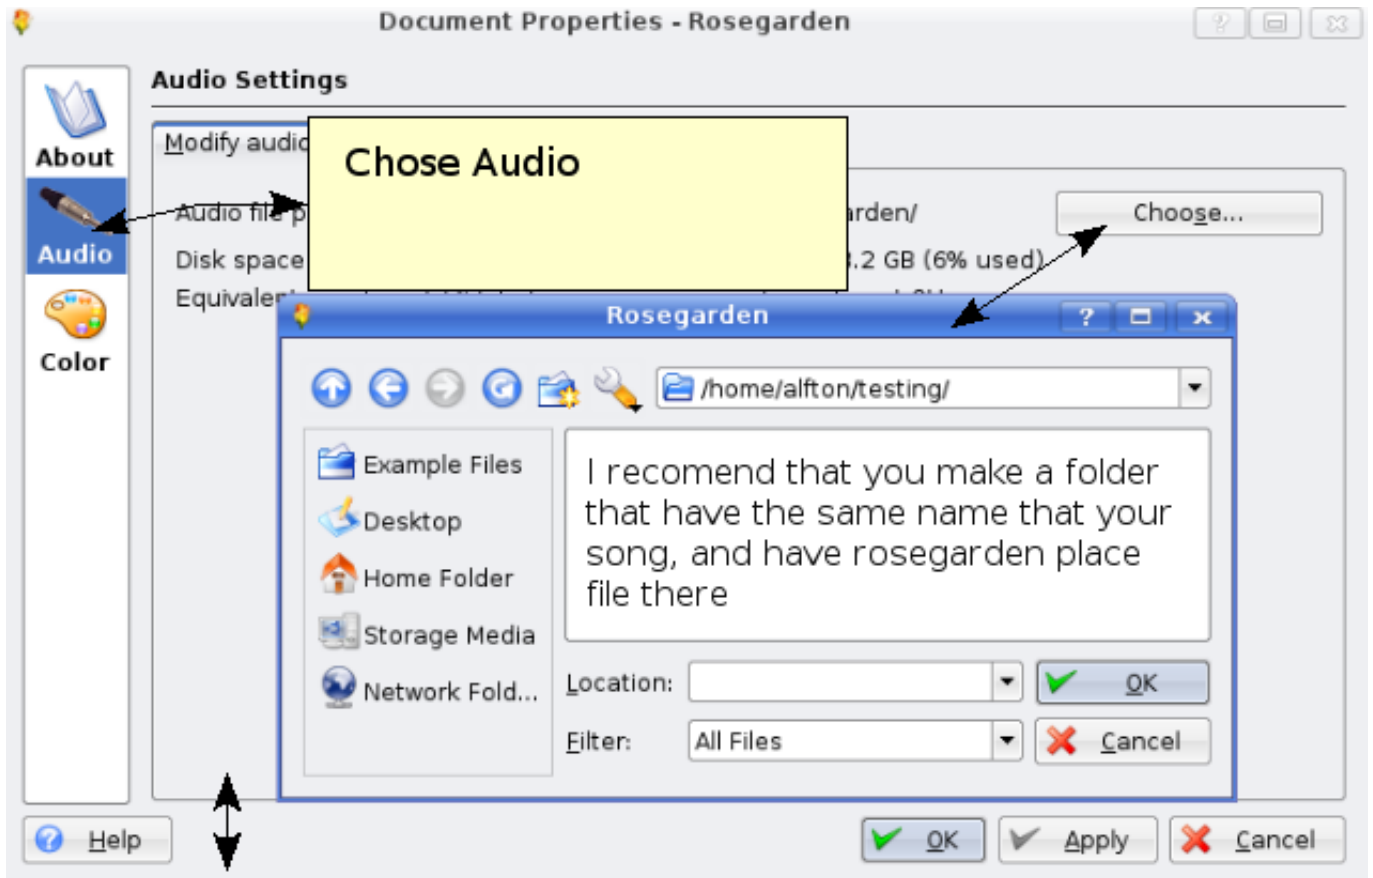 Document Properties - Rosegarden
Audio Settings
About
Audio
Color
Modify audio
Chose Audio
Audio file p
arden/
Choose...
Disk space
.2 GB (6% used)
Rosegarden
/home/alfton/testing/
Example Files
Desktop
Home Folder
Storage Media
Network Fold...
I recomend that you make a folder
that have the same name that your
song, and have rosegarden place
file there
Location:
OK
Filter:
All Files
Cancel
Help
OK
Apply
Cancel